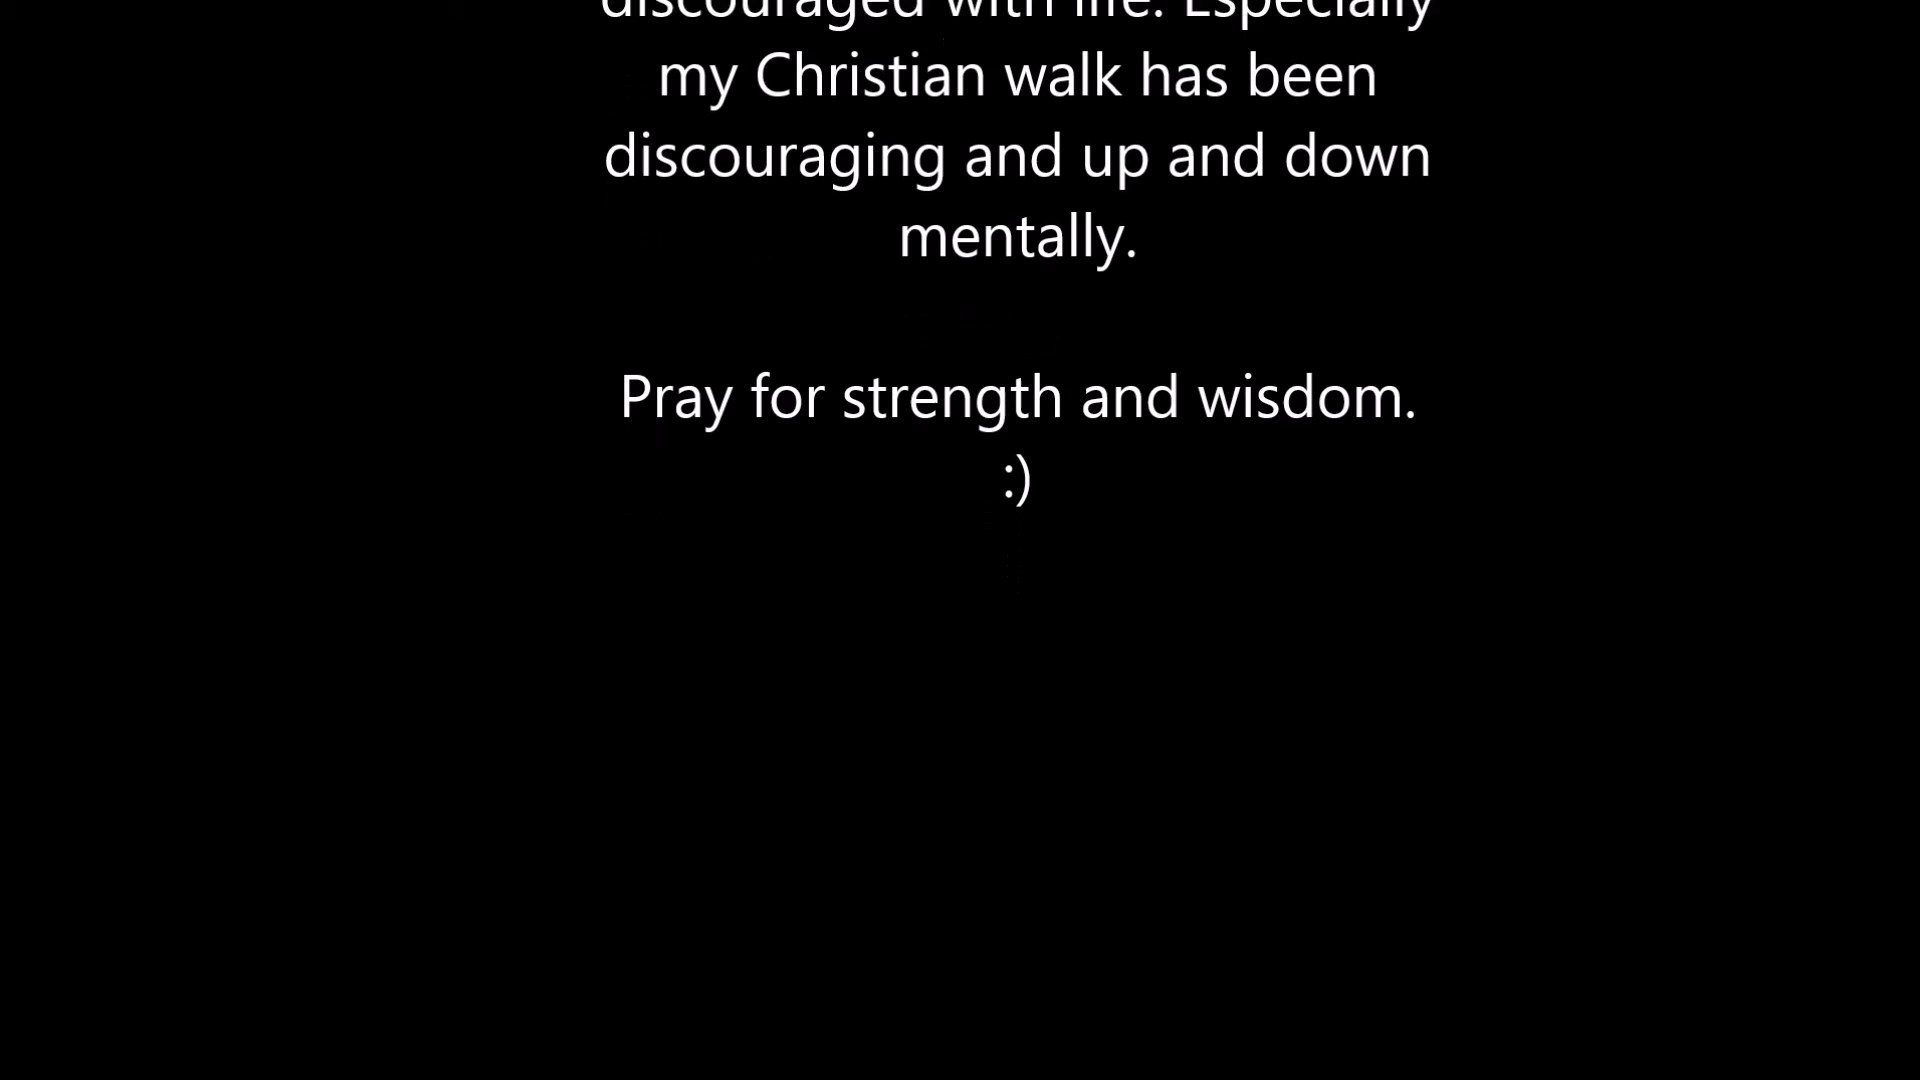 discouraged with life. Especially
my Christian walk has been
discouraging and up and down
mentally.
Pray for strength and wisdom.
:)